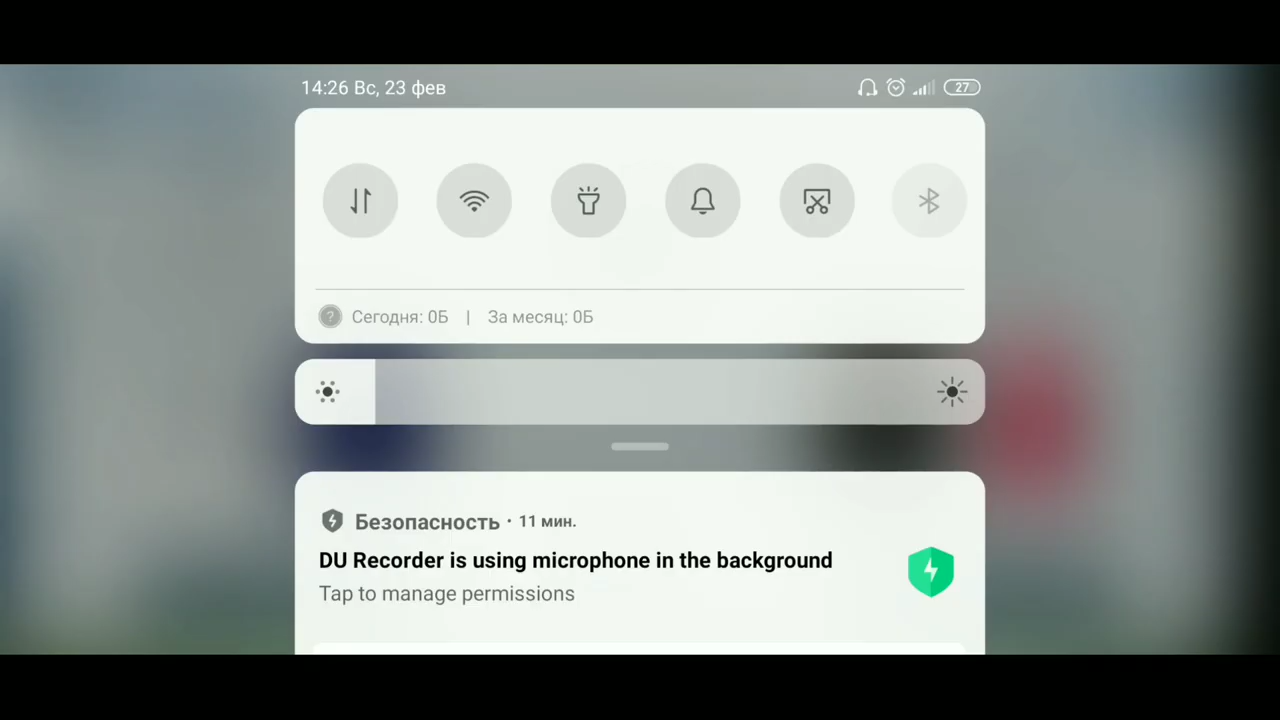 14:26 Вс, 23 фев
27
Сегодня: 0Б | За месяц: 0Б
Безопасность · 11 мин.
DU Recorder is using microphone in the background
Tap to manage permissions